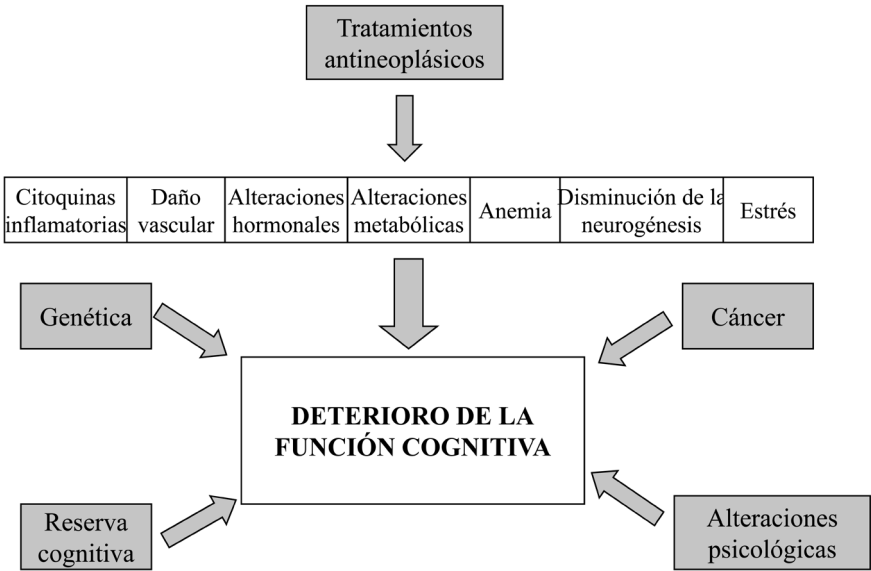 Tratamientos
antineoplásicos
Citoquinas
inflamatorias
Daño
vascular
Alteraciones
hormonales
Alteraciones
metabólicas
Anemia
Disminución de la
neurogénesis
Estrés
Genética
Cáncer
DETERIORO DE LA
FUNCIÓN COGNITIVA
Reserva
cognitiva
Alteraciones
psicológicas